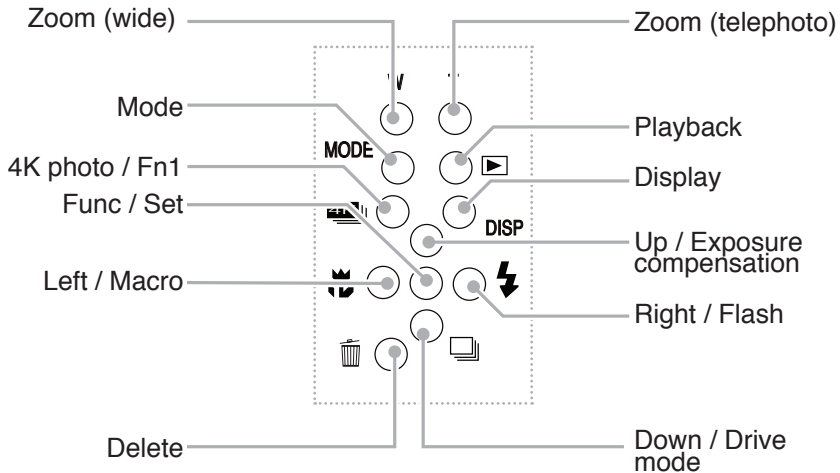 Zoom (wide)
Zoom (telephoto)
W
Mode
MODE
Playback
4K photo / Fn1
Display
Func / Set
DISP
Up / Exposure
compensation
Left / Macro
Right / Flash
Delete
Down / Drive
mode